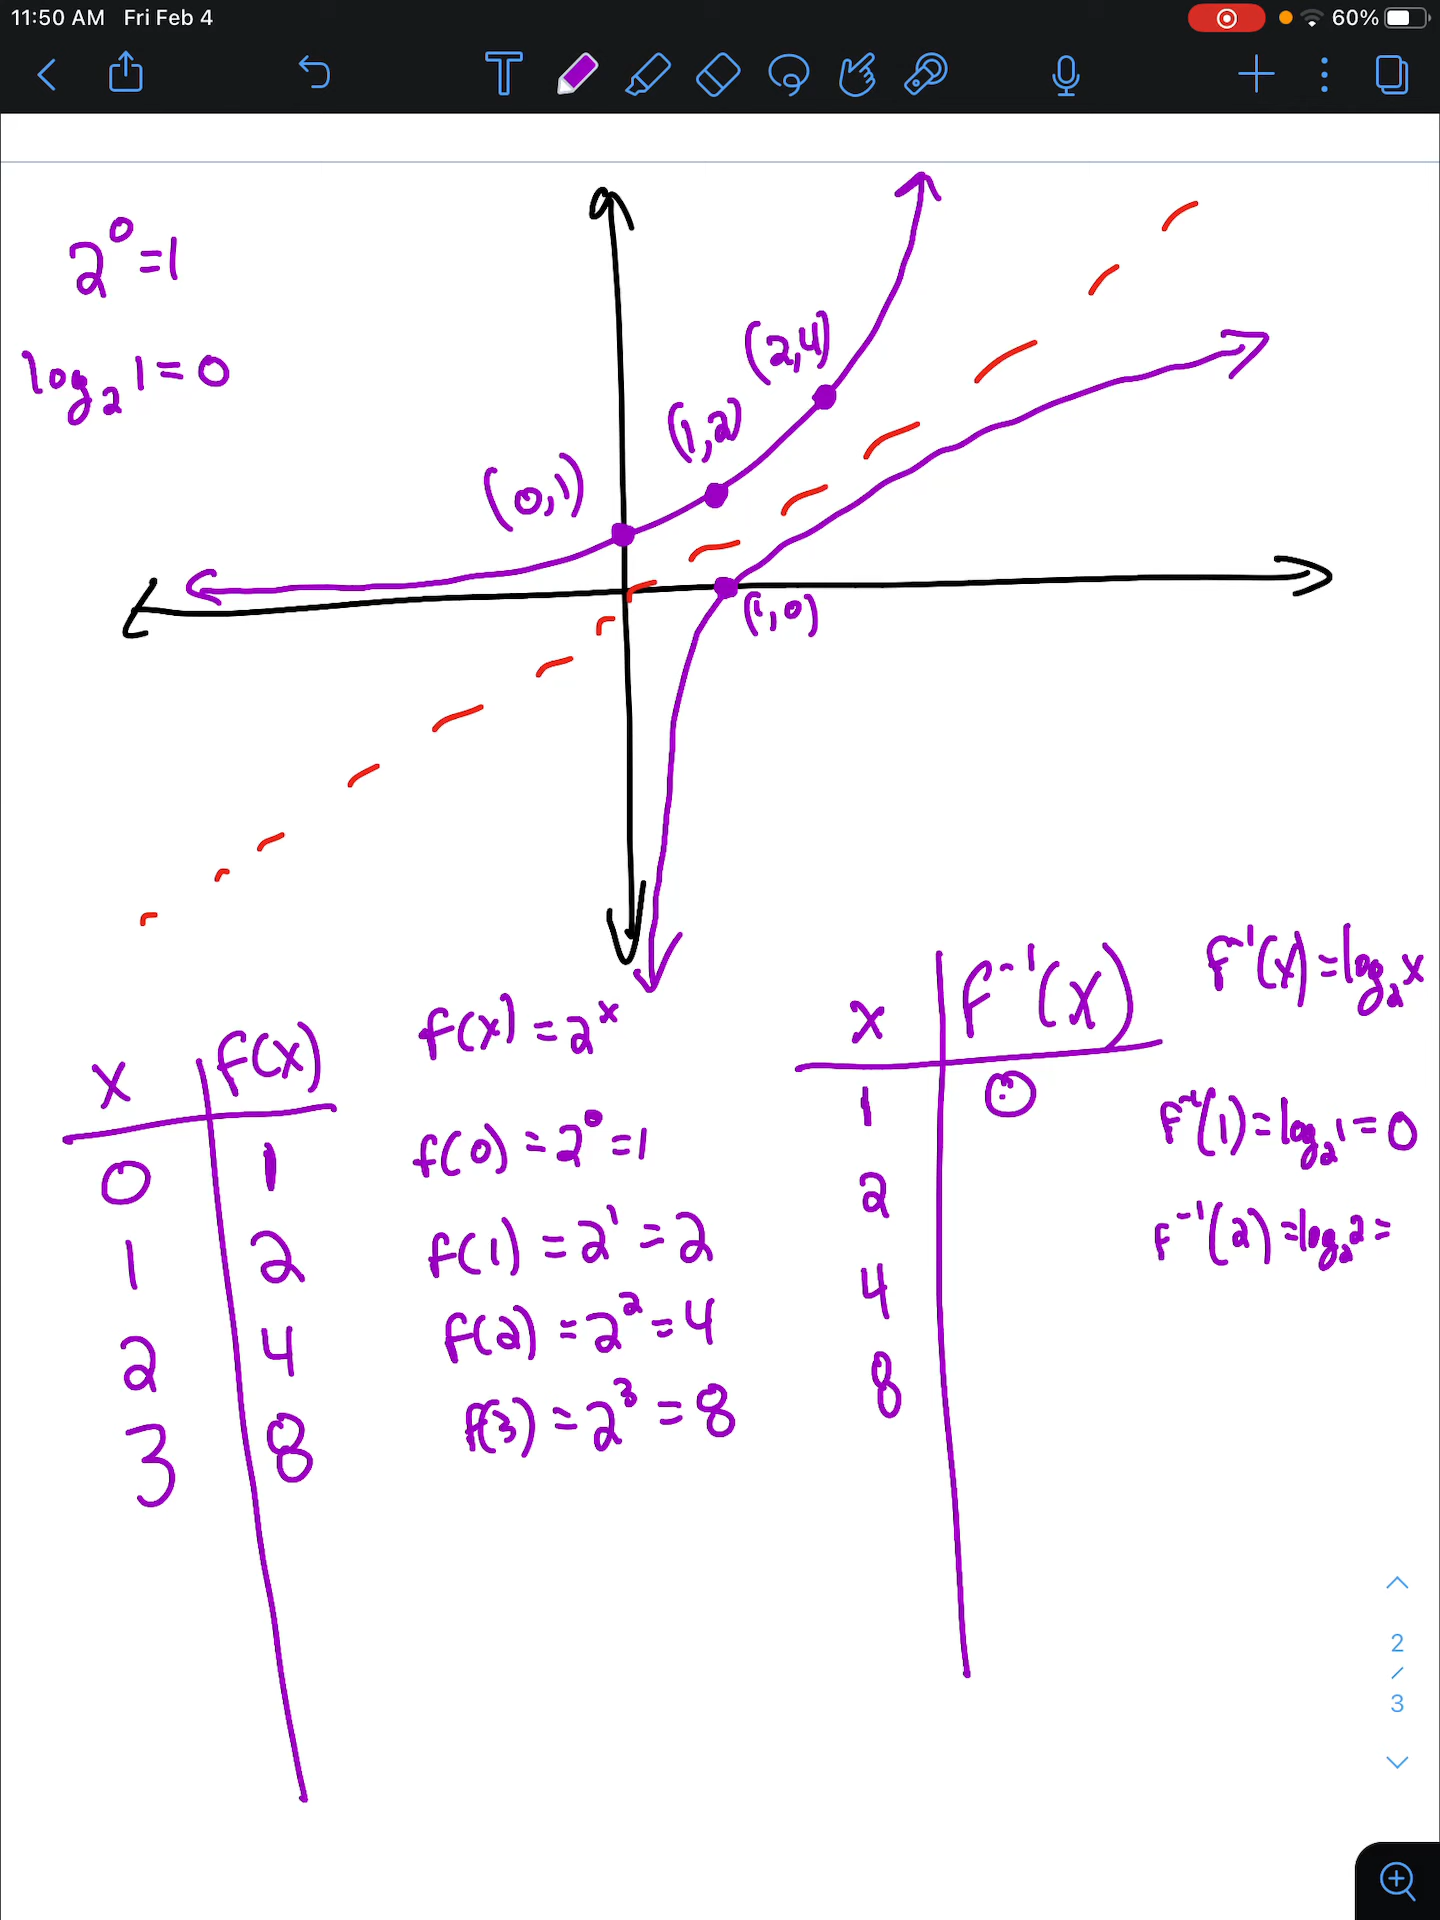 11:50 AM Fri Feb 4
60%
2⁰=1
log₂1=0
(2,4)
(1,2)
(0,1)
(1,0)
x f(x)
0 1
1 2
2 4
3 8
f(x)=2ˣ
f(0)=2⁰=1
f(1)=2¹=2
f(2)=2²=4
f(3)=2³=8
x f⁻¹(x)
1 0
2
4
8
f⁻¹(x)=log₂x
f⁻¹(1)=log₂1=0
f⁻¹(2)=log₂2=
2
/
3